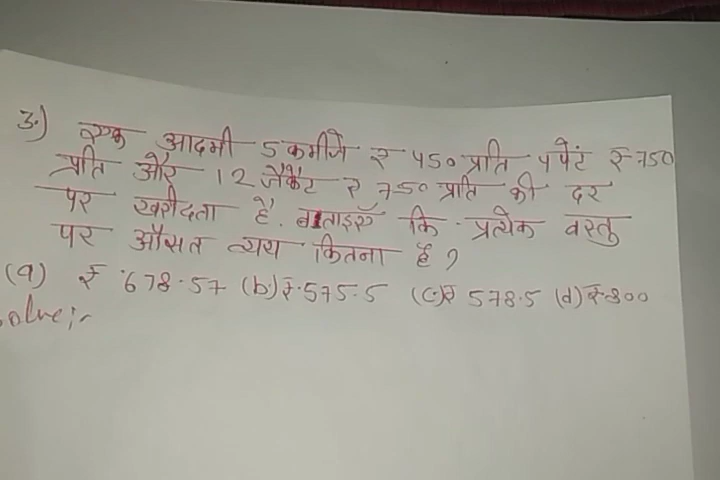 3.) एक आदमी 5 कमीजे ₹ 450 प्रति 4 पेंटं ₹ 750
प्रति और 12 जैकेट ₹ 750 प्रति की दर
पर खरीदता है. बताइए कि प्रत्येक वस्तु
पर औसत व्यय कितना है?
(a) ₹ 678.57 (b) ₹.575.5 (c) ₹ 578.5 (d) ₹ 800
olve;-